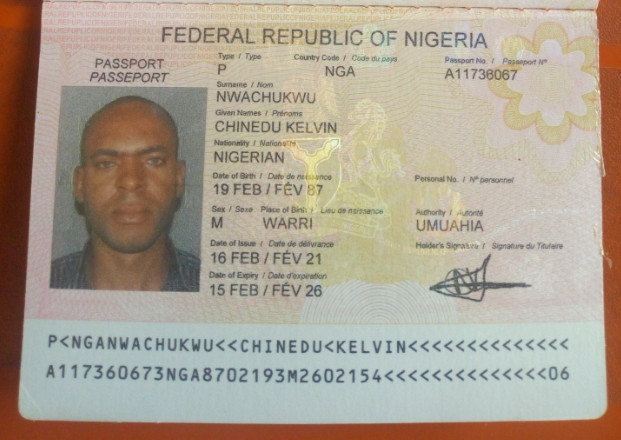 FEDERAL REPUBLIC OF NIGERIA
PASSPORT
PASSEPORT
Type / Type Country Code / Code du pays Passport No. / Passeport Nº
P NGA A11736067
Surname / Nom
NWACHUKWU
Given Names / Prénoms
CHINEDU KELVIN
Nationality / Nationalité
NIGERIAN
Date of Birth / Date de naissance Personal No. / Nº personnel
19 FEB / FÉV 87
Sex / Sexe Place of Birth / Lieu de naissance Authority / Autorité
M WARRI UMUAHIA
Date of Issue / Date de délivrance Holder's Signature / Signature du Titulaire
16 FEB / FÉV 21
Date of Expiry / Date d'expiration
15 FEB / FÉV 26
P<NGANWACHUKWU<<CHINEDU<KELVIN<<<<<<<<<<<<<<
A117360673NGA8702193M2602154<<<<<<<<<<<<<<06